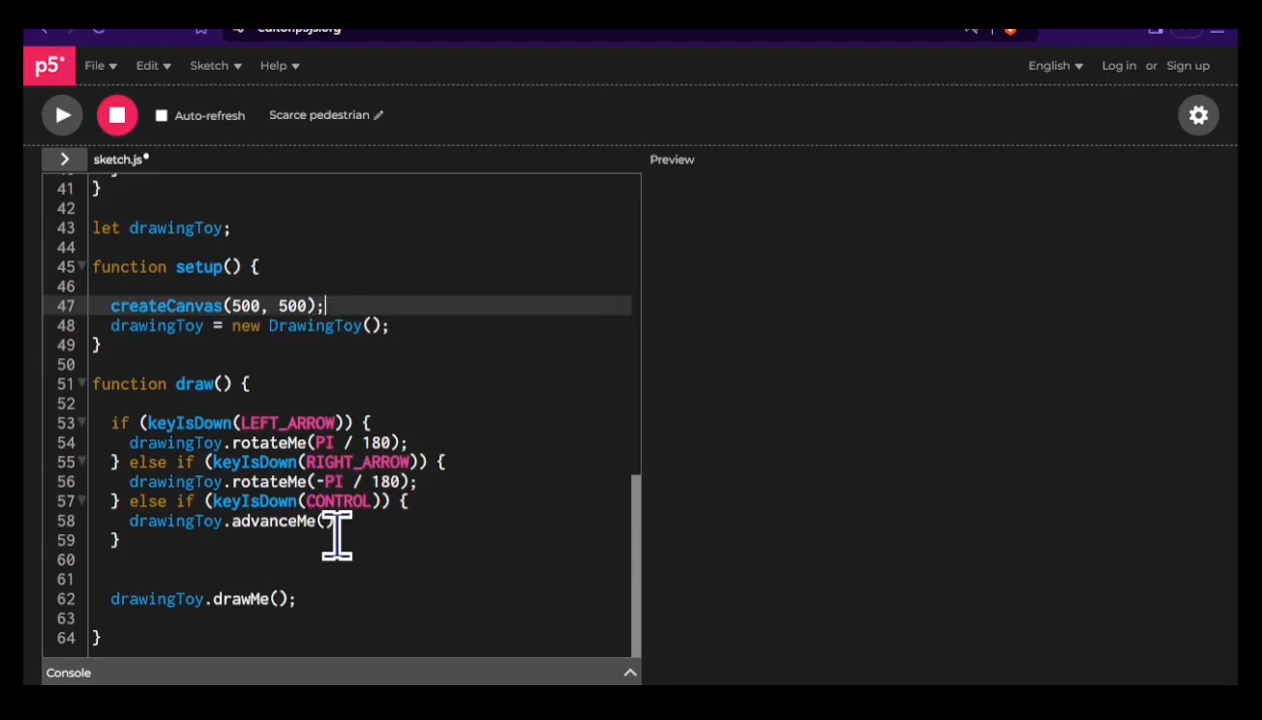 editor.p5js.org
p5* File Edit Sketch Help English Log in or Sign up
Auto-refresh Scarce pedestrian
sketch.js Preview
41 }
42
43 let drawingToy;
44
45 function setup() {
46
47 createCanvas(500, 500);
48 drawingToy = new DrawingToy();
49 }
50
51 function draw() {
52
53 if (keyIsDown(LEFT_ARROW)) {
54 drawingToy.rotateMe(PI / 180);
55 } else if (keyIsDown(RIGHT_ARROW)) {
56 drawingToy.rotateMe(-PI / 180);
57 } else if (keyIsDown(CONTROL)) {
58 drawingToy.advanceMe()
59 }
60
61
62 drawingToy.drawMe();
63
64 }
Console